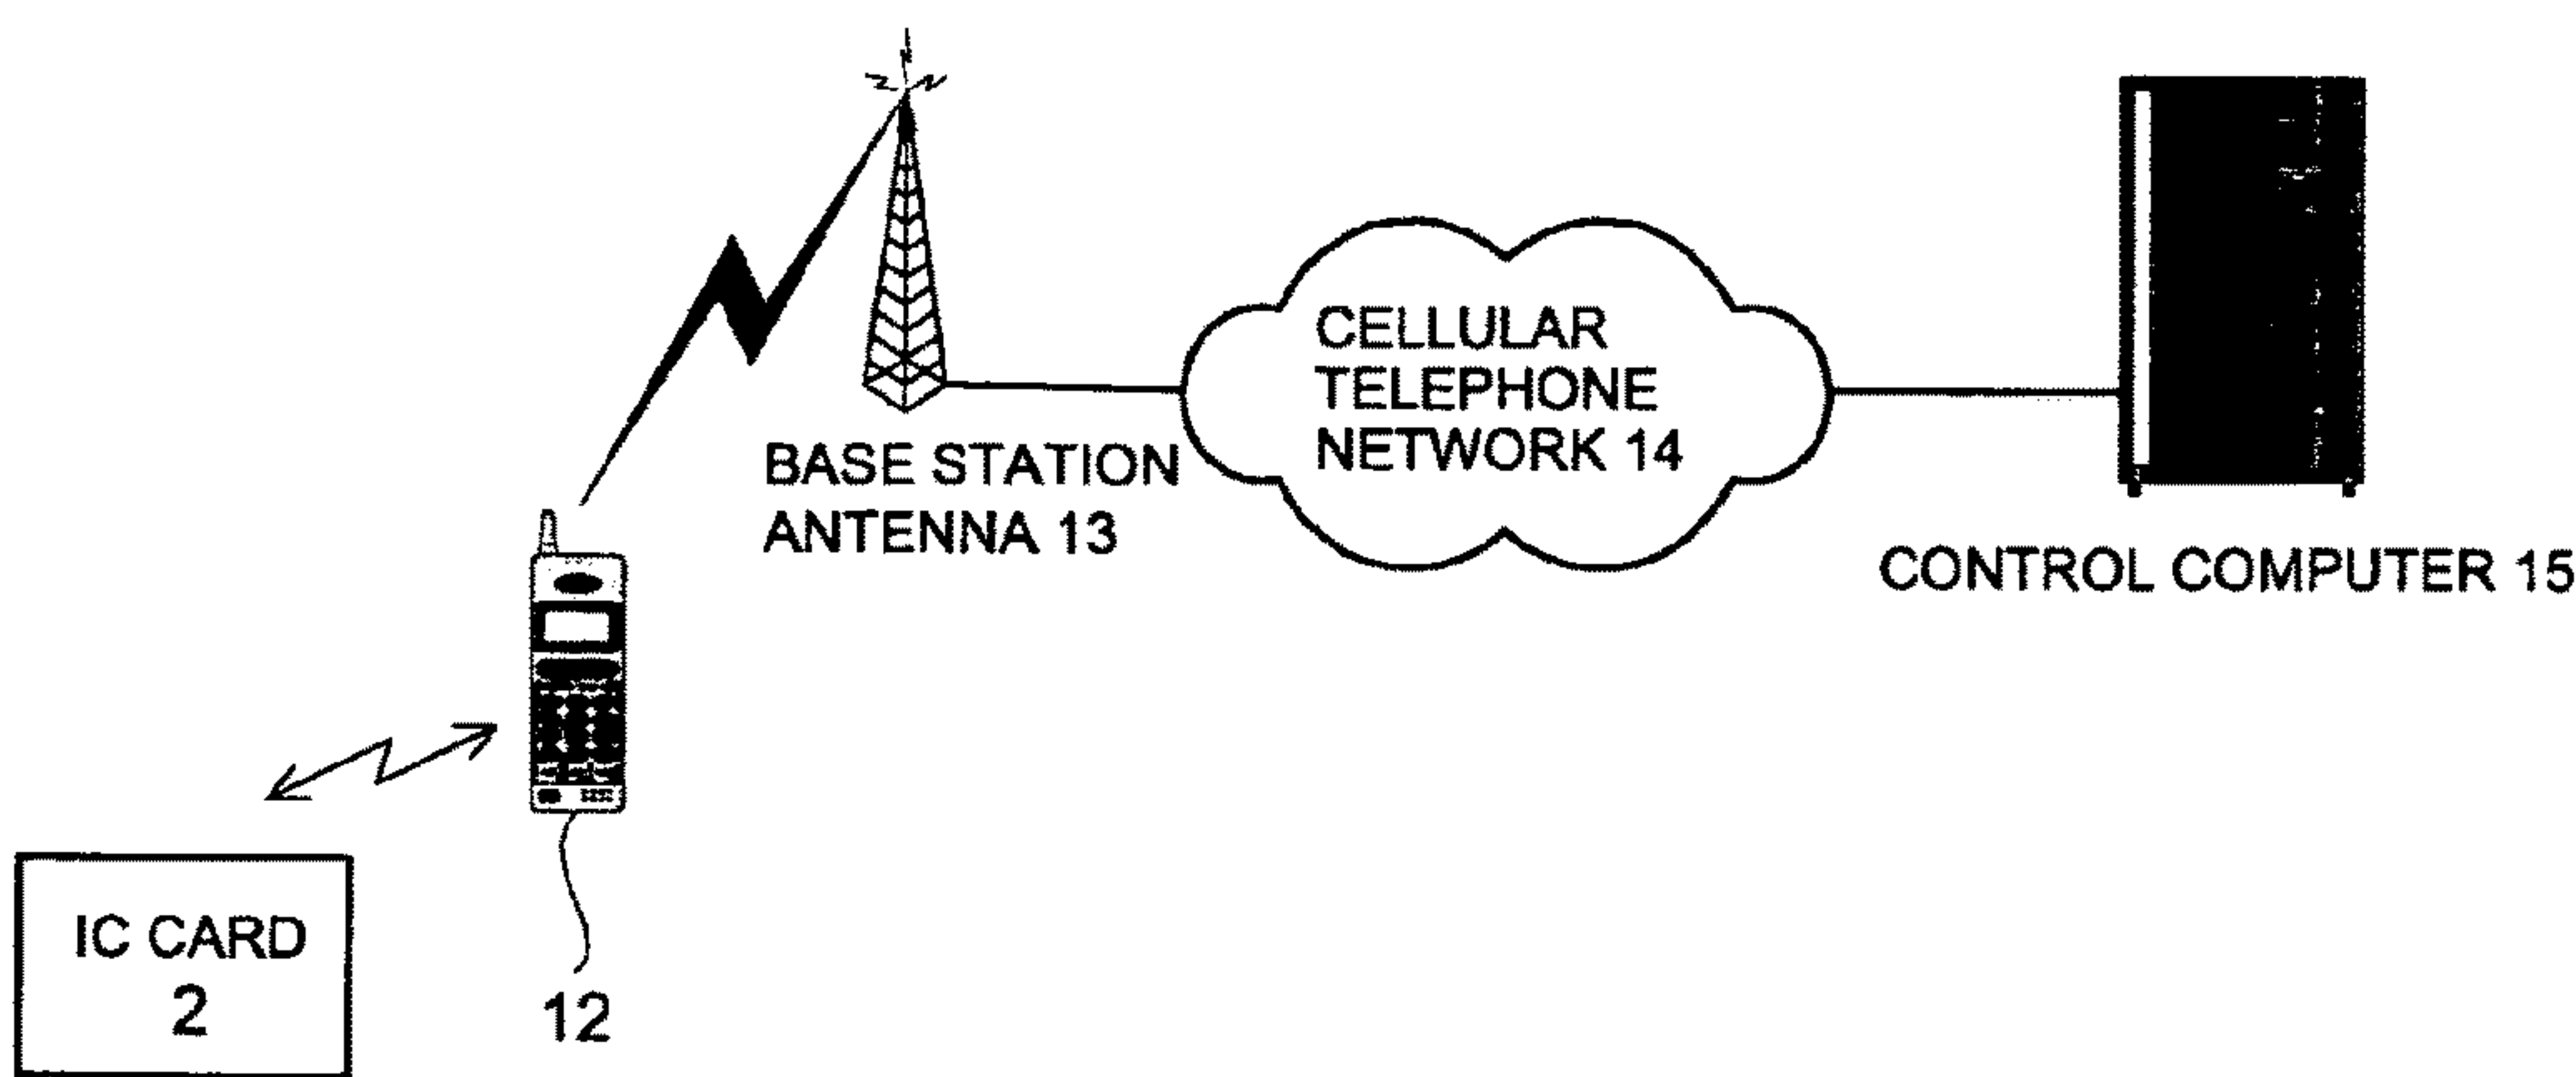 CELLULAR
TELEPHONE
NETWORK 14
BASE STATION
ANTENNA 13
CONTROL COMPUTER 15
IC CARD
2
12